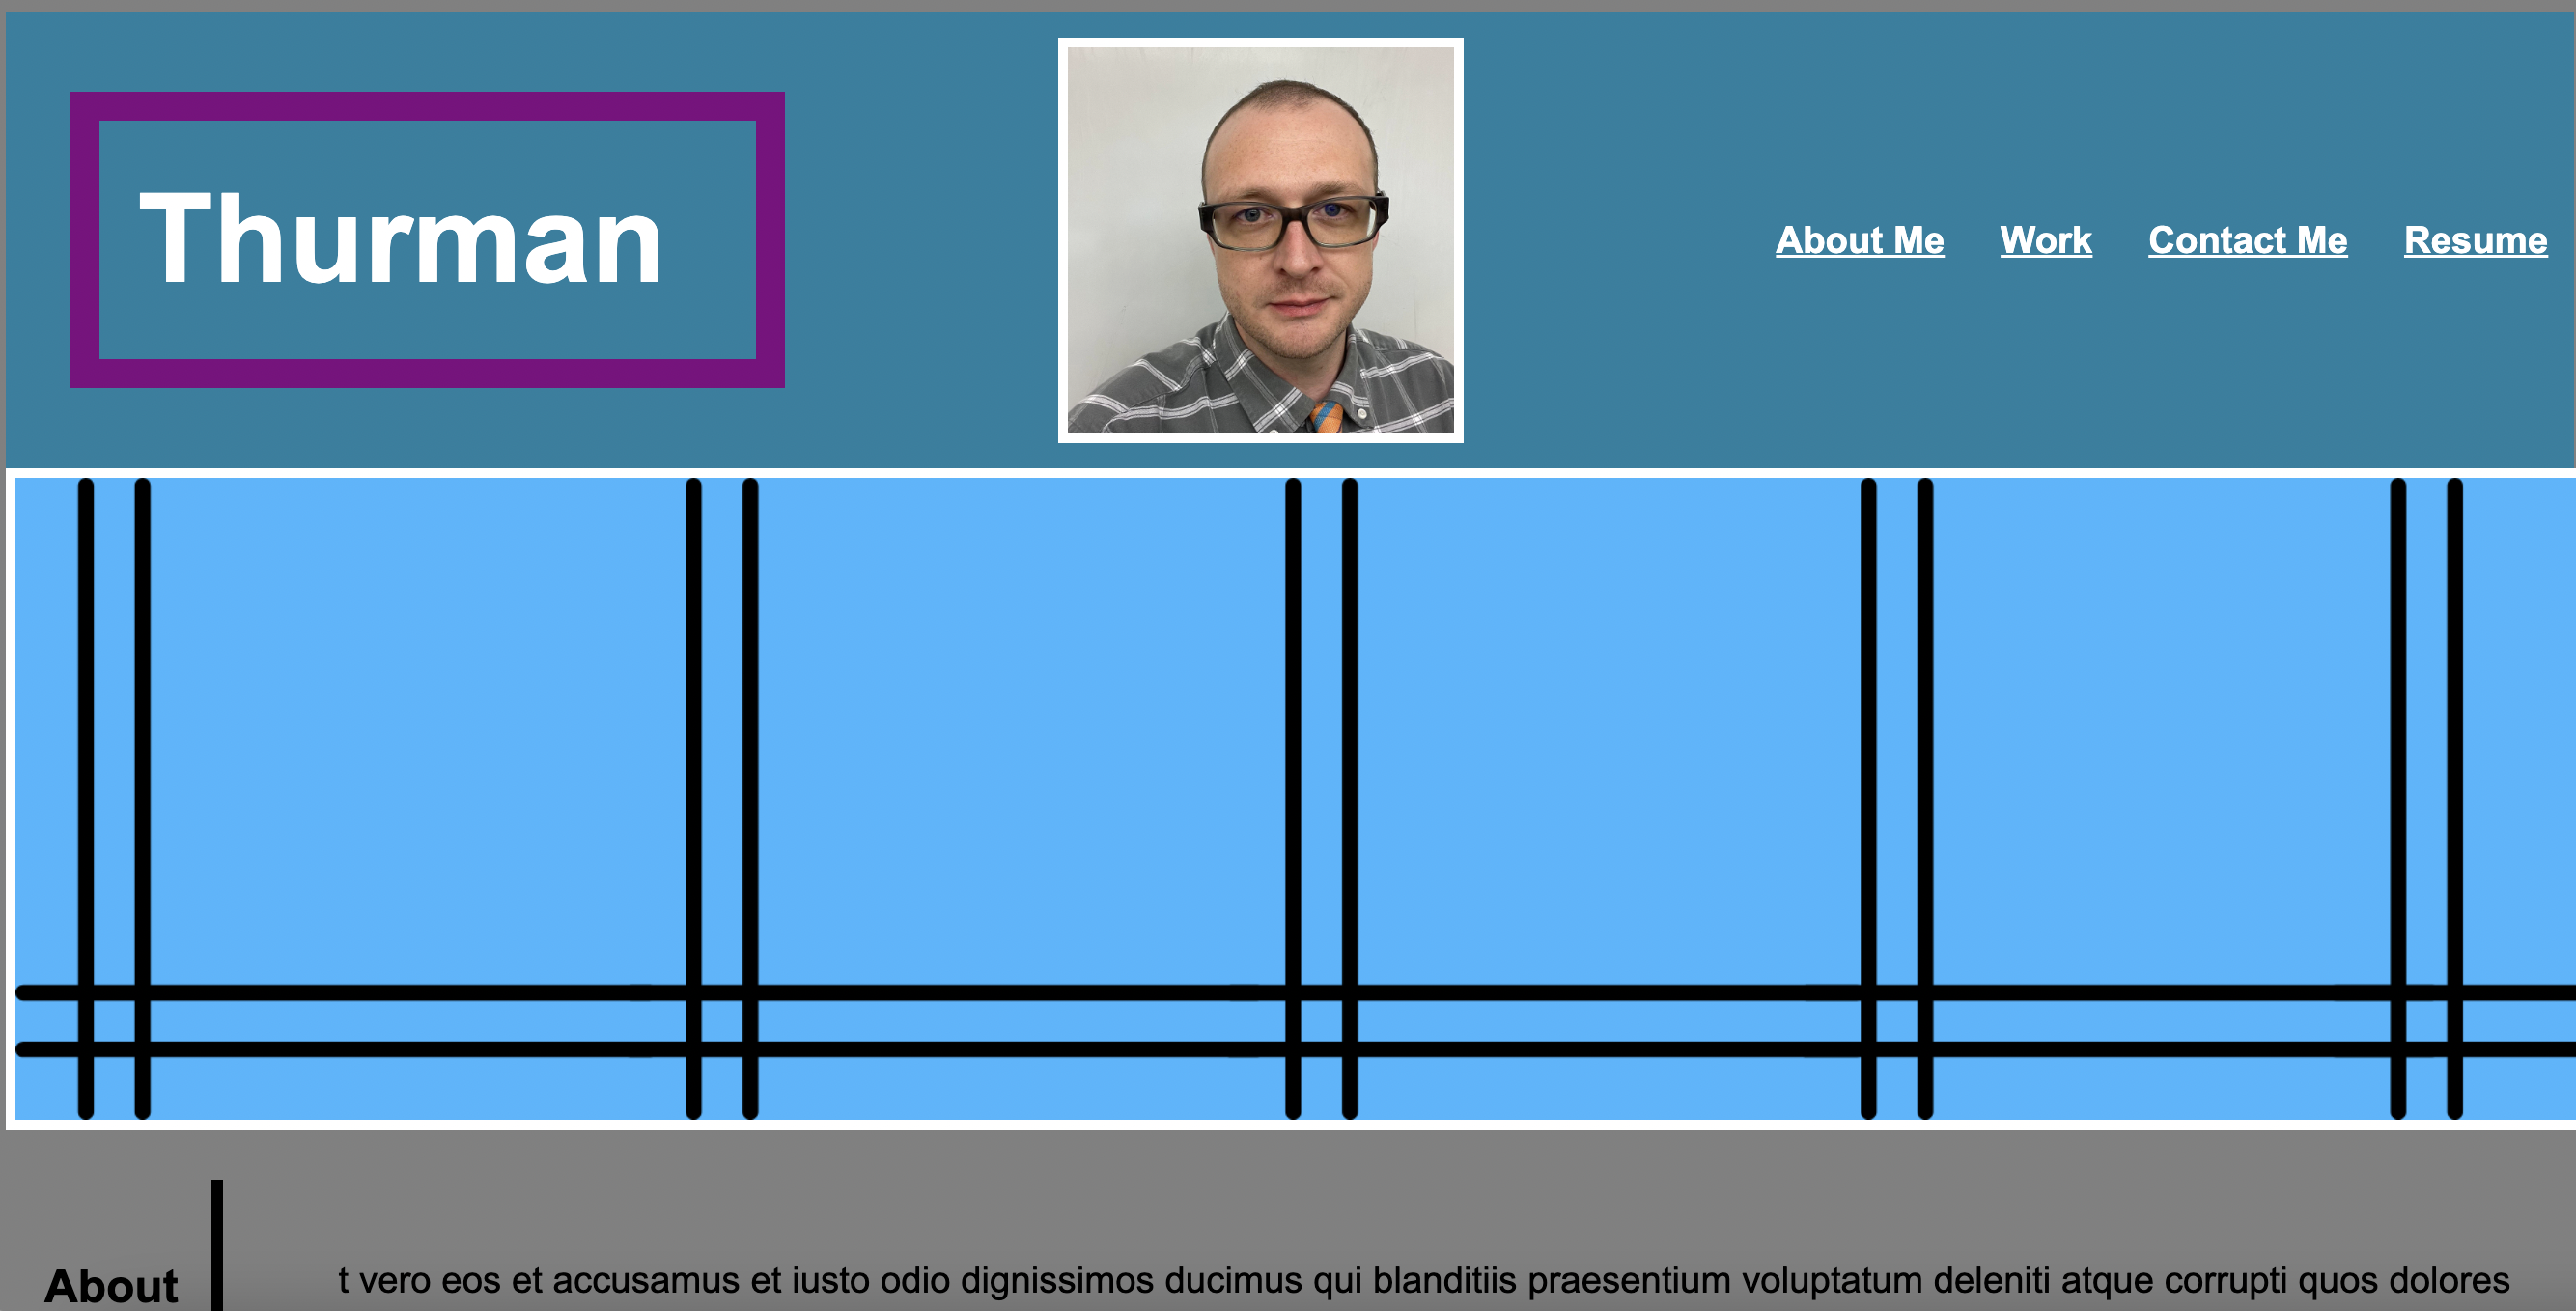 Thurman
About Me Work Contact Me Resume
About
t vero eos et accusamus et iusto odio dignissimos ducimus qui blanditiis praesentium voluptatum deleniti atque corrupti quos dolores